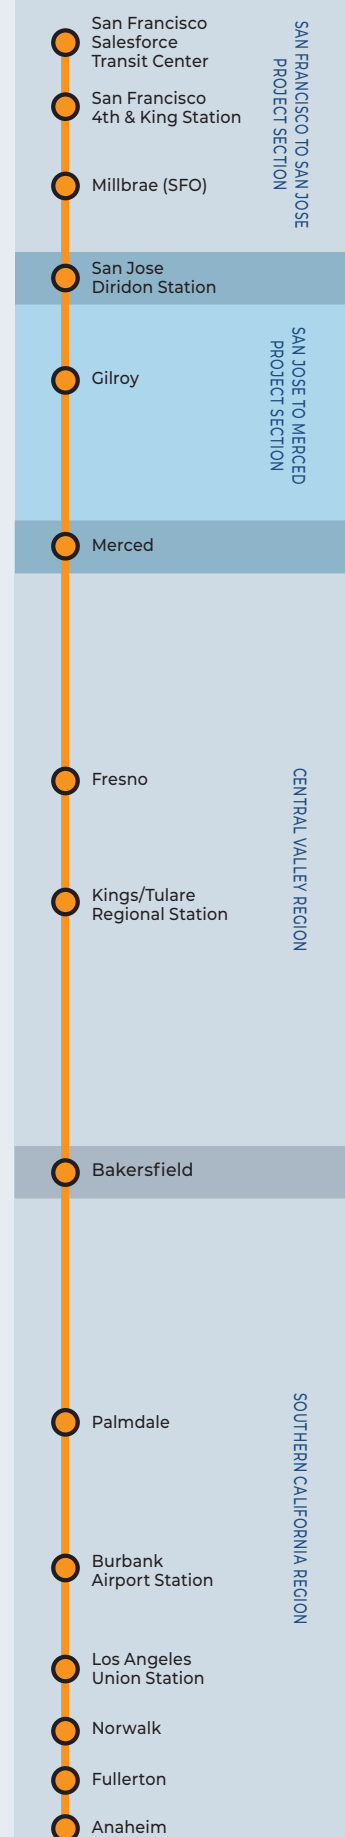 San Francisco
Salesforce
Transit Center
San Francisco
4th & King Station
Millbrae (SFO)
SAN FRANCISCO TO SAN JOSE
PROJECT SECTION
San Jose
Diridon Station
Gilroy
SAN JOSE TO MERCED
PROJECT SECTION
Merced
Fresno
Kings/Tulare
Regional Station
CENTRAL VALLEY REGION
Bakersfield
Palmdale
Burbank
Airport Station
SOUTHERN CALIFORNIA REGION
Los Angeles
Union Station
Norwalk
Fullerton
Anaheim